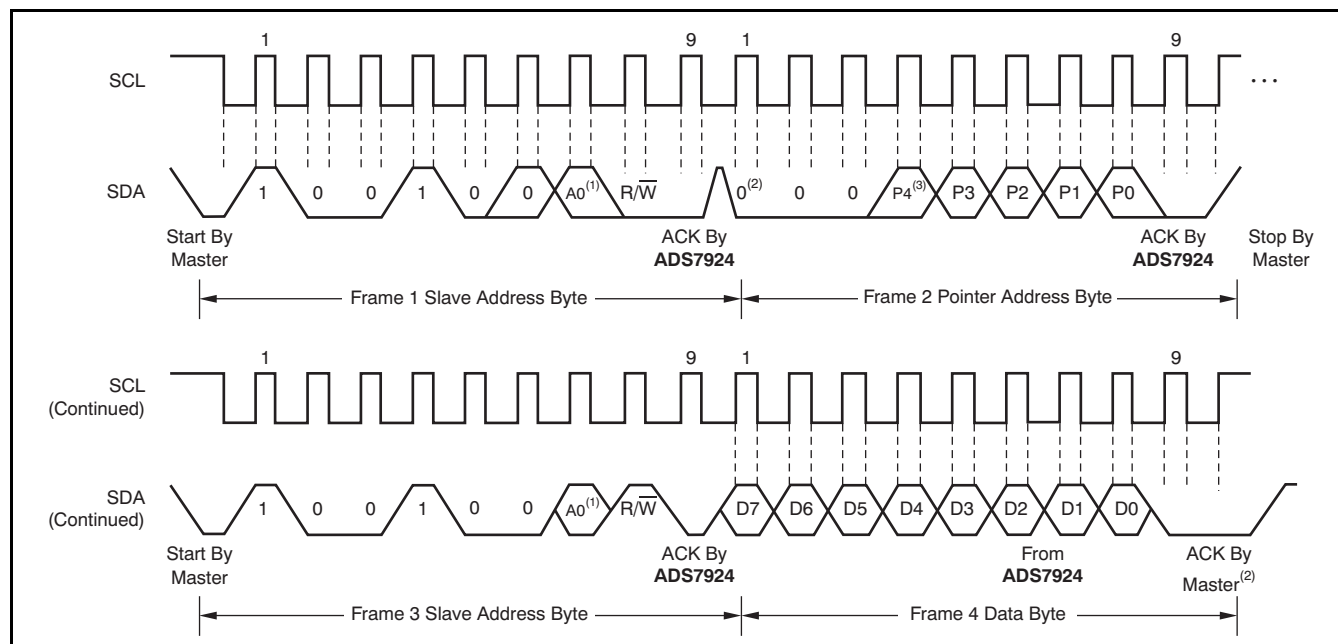 1 9 1 9
SCL ...
SDA 1 0 0 1 0 0 A0(1) R/W 0(2) 0 0 P4(3) P3 P2 P1 P0
Start By Master
ACK By ADS7924
ACK By ADS7924
Stop By Master
Frame 1 Slave Address Byte
Frame 2 Pointer Address Byte
1 9 1 9
SCL
(Continued)
SDA
(Continued)
1 0 0 1 0 0 A0(1) R/W D7 D6 D5 D4 D3 D2 D1 D0
Start By Master
ACK By ADS7924
From ADS7924
ACK By Master(2)
Frame 3 Slave Address Byte
Frame 4 Data Byte